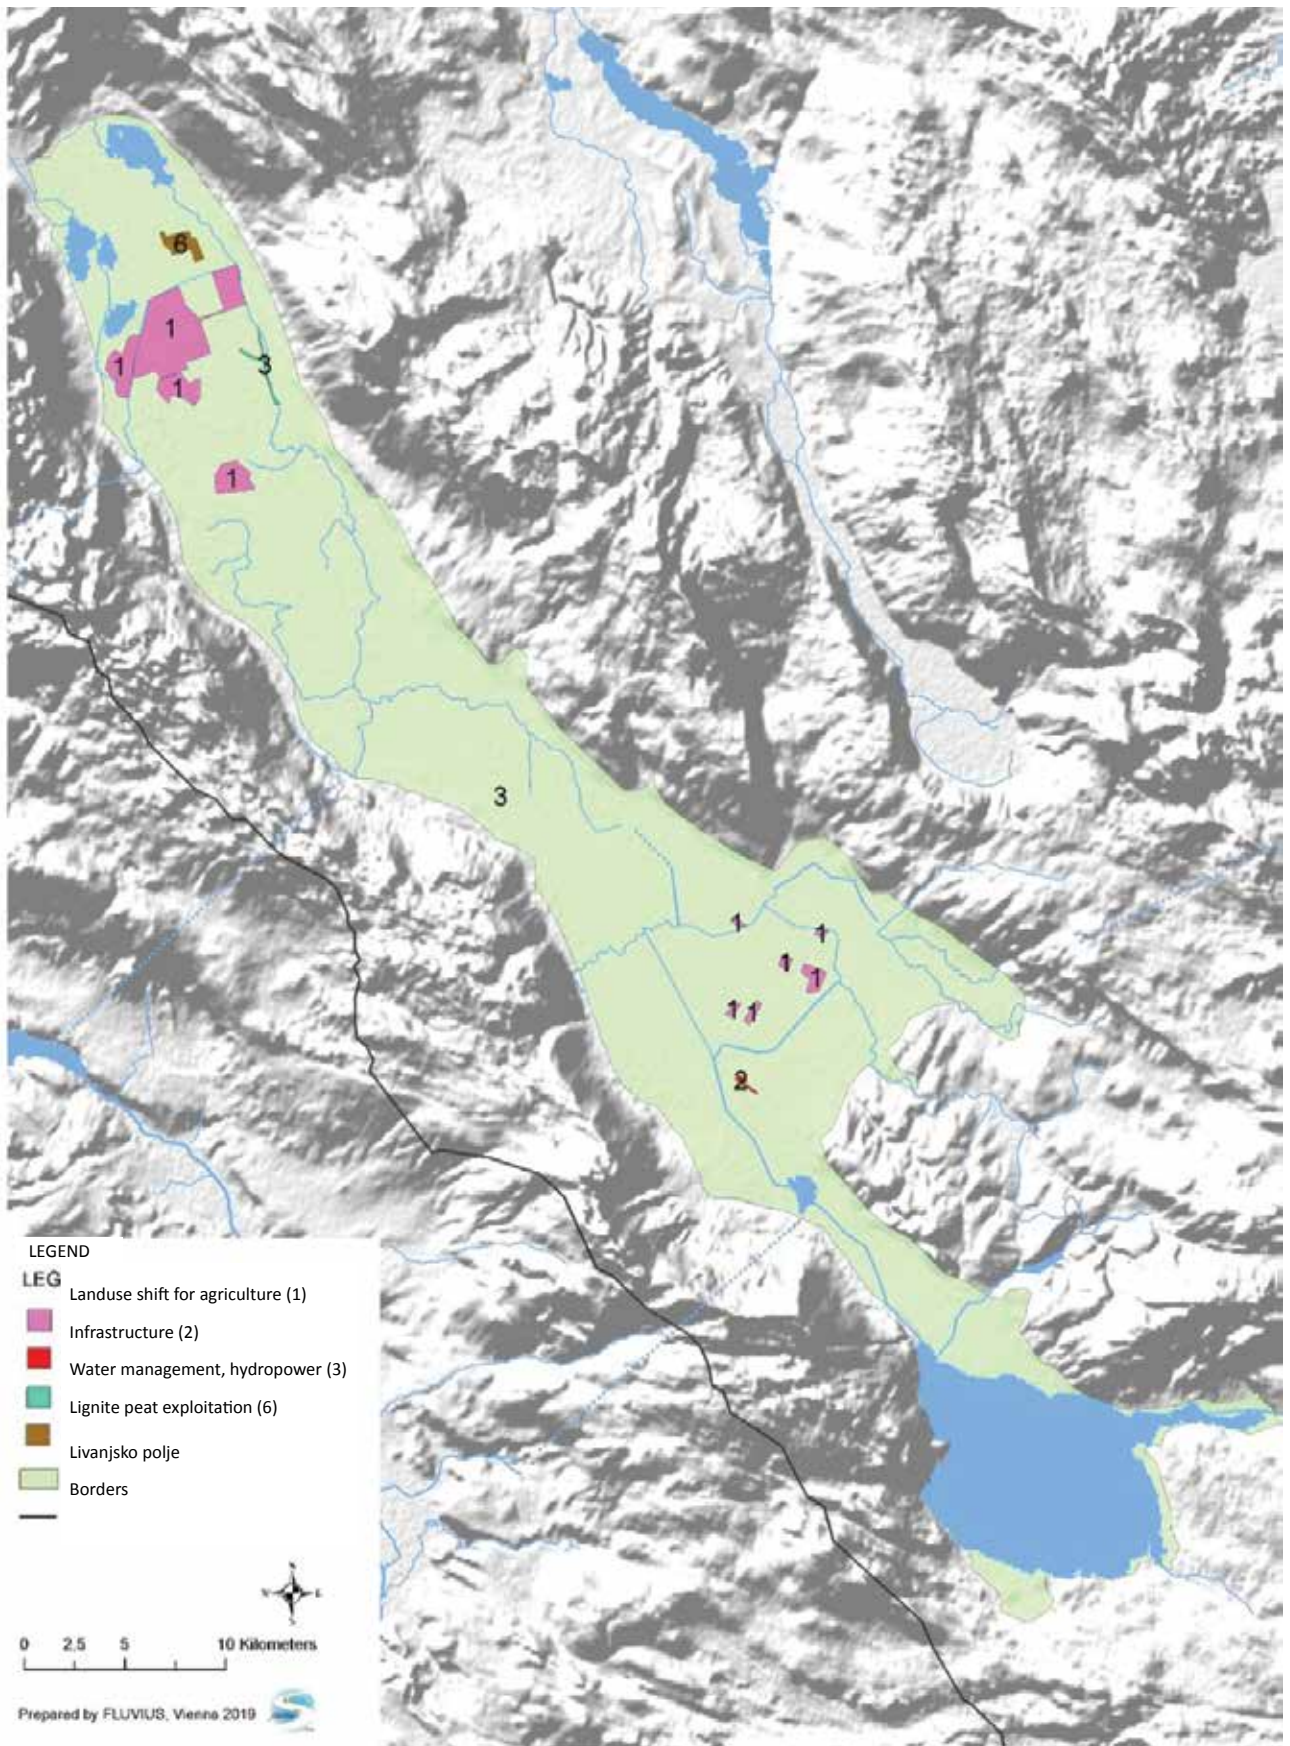 6
1
1
3
1
1
3
1
1
1
1
1
1
2
LEGEND
LEG
Landuse shift for agriculture (1)
Infrastructure (2)
Water management, hydropower (3)
Lignite peat exploitation (6)
Livanjsko polje
Borders
0 2,5 5 10 Kilometers
Prepared by FLUVIUS, Vienna 2019